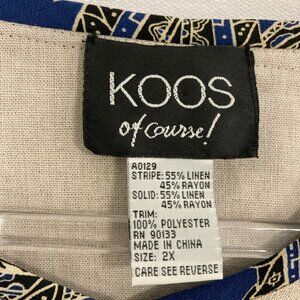 KOOS
of course!
A0129
STRIPE: 55% LINEN
45% RAYON
SOLID: 55% LINEN
45% RAYON
TRIM:
100% POLYESTER
RN 90133
MADE IN CHINA
SIZE: 2X
CARE SEE REVERSE